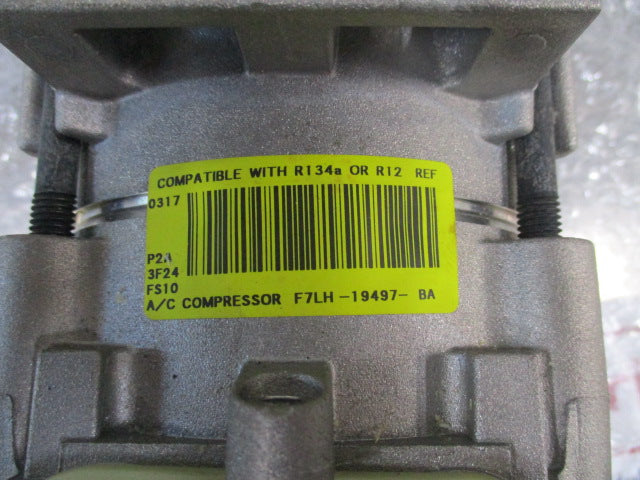 COMPATIBLE WITH R134a OR R12 REF
0317
P2A
3F24
FS10
A/C COMPRESSOR F7LH-19497-BA